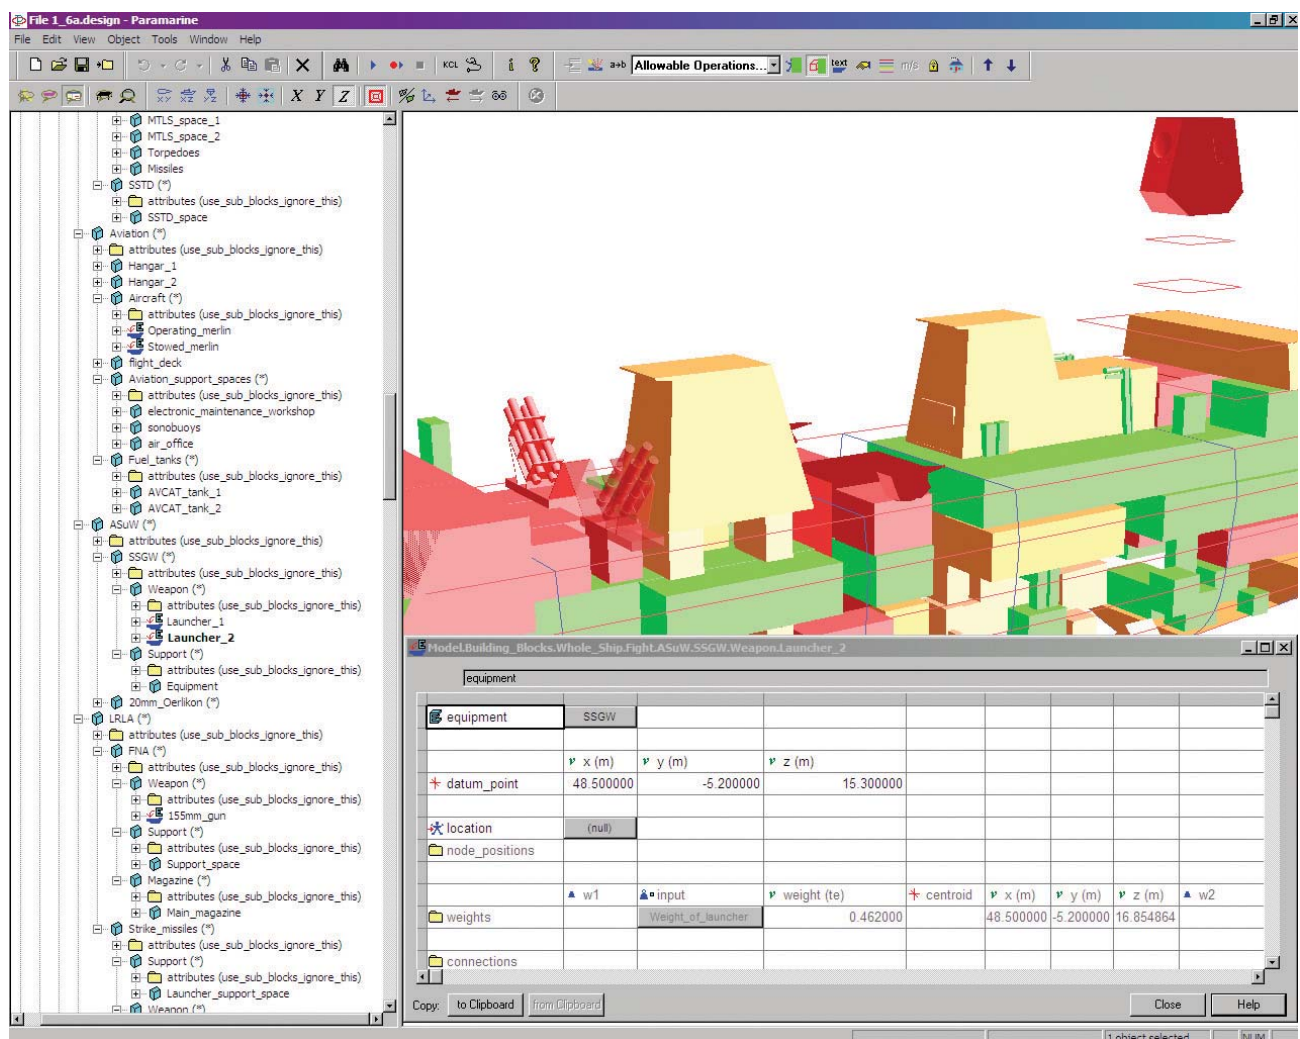 File 1_6a.design - Paramarine
File Edit View Object Tools Window Help
KCL a→b Allowable Operations... text m/s
XY XZ YZ X Y Z
MTLS_space_1
MTLS_space_2
Torpedoes
Missiles
SSTD (*)
attributes (use_sub_blocks_ignore_this)
SSTD_space
Aviation (*)
attributes (use_sub_blocks_ignore_this)
Hangar_1
Hangar_2
Aircraft (*)
attributes (use_sub_blocks_ignore_this)
Operating_merlin
Stowed_merlin
flight_deck
Aviation_support_spaces (*)
attributes (use_sub_blocks_ignore_this)
electronic_maintenance_workshop
sonobuoys
air_office
Fuel_tanks (*)
attributes (use_sub_blocks_ignore_this)
AVCAT_tank_1
AVCAT_tank_2
ASuW (*)
attributes (use_sub_blocks_ignore_this)
SSGW (*)
attributes (use_sub_blocks_ignore_this)
Weapon (*)
attributes (use_sub_blocks_ignore_this)
Launcher_1
Launcher_2
Support (*)
attributes (use_sub_blocks_ignore_this)
Equipment
20mm_Oerlikon (*)
LRLA (*)
attributes (use_sub_blocks_ignore_this)
FNA (*)
attributes (use_sub_blocks_ignore_this)
Weapon (*)
attributes (use_sub_blocks_ignore_this)
155mm_gun
Support (*)
attributes (use_sub_blocks_ignore_this)
Support_space
Magazine (*)
attributes (use_sub_blocks_ignore_this)
Main_magazine
Strike_missiles (*)
attributes (use_sub_blocks_ignore_this)
Support (*)
attributes (use_sub_blocks_ignore_this)
Launcher_support_space
Weapon (*)
Model.Building_Blocks.Whole_Ship.Fight.ASuW.SSGW.Weapon.Launcher_2
equipment
equipment SSGW
x (m) y (m) z (m)
datum_point 48.500000 -5.200000 15.300000
location (null)
node_positions
w1 input weight (te) centroid x (m) y (m) z (m) w2
weights Weight_of_launcher 0.462000 48.500000 -5.200000 16.854864
connections
Copy: to Clipboard from Clipboard Close Help
1 object selected NUM